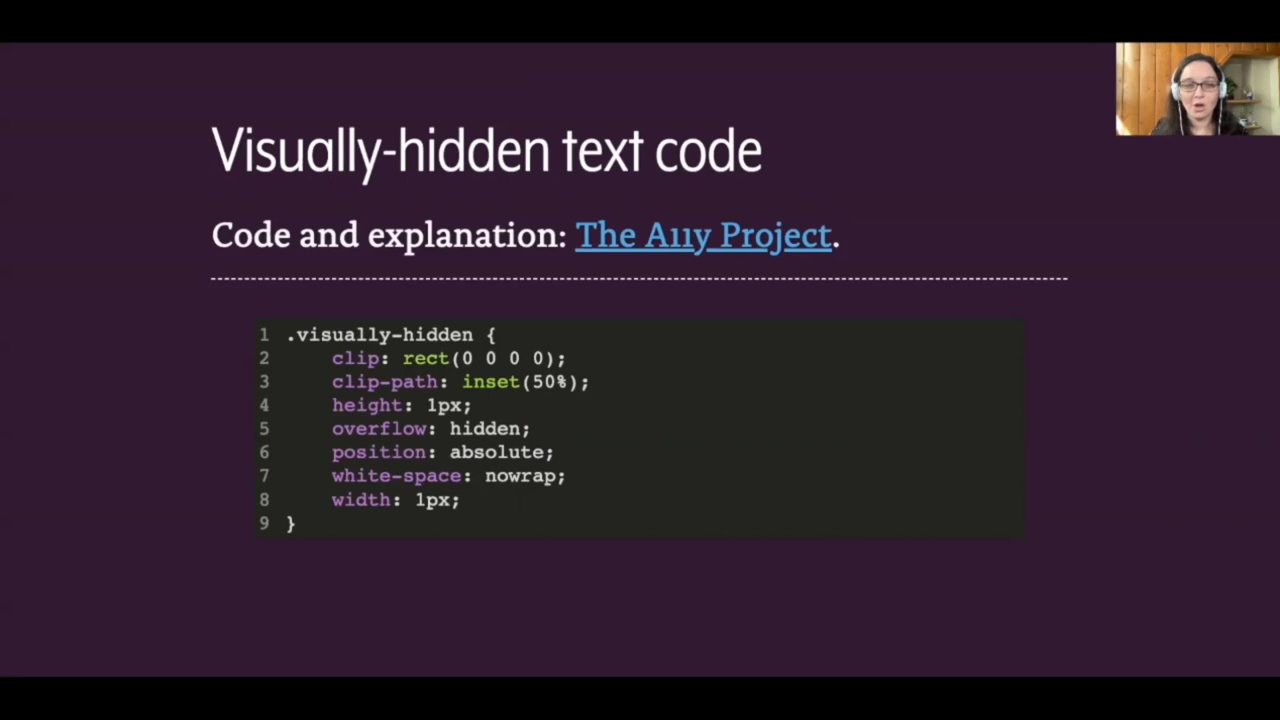 Visually-hidden text code
Code and explanation: The A11y Project.
1 .visually-hidden {
2 clip: rect(0 0 0 0);
3 clip-path: inset(50%);
4 height: 1px;
5 overflow: hidden;
6 position: absolute;
7 white-space: nowrap;
8 width: 1px;
9 }